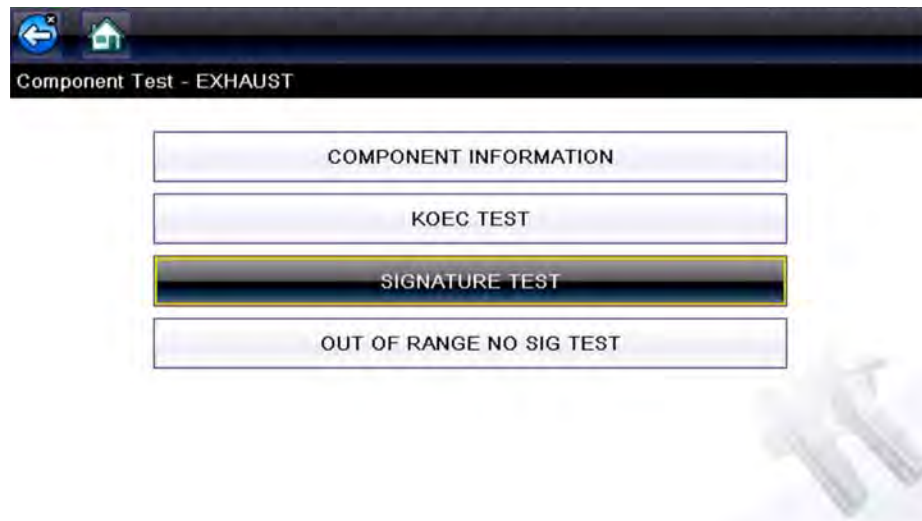 Component Test - EXHAUST
COMPONENT INFORMATION
KOEC TEST
SIGNATURE TEST
OUT OF RANGE NO SIG TEST